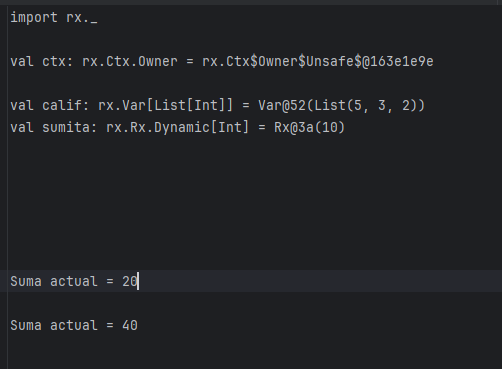 import rx._
val ctx: rx.Ctx.Owner = rx.Ctx$Owner$Unsafe$@163e1e9e
val calif: rx.Var[List[Int]] = Var@52(List(5, 3, 2))
val sumita: rx.Rx.Dynamic[Int] = Rx@3a(10)
Suma actual = 20
Suma actual = 40